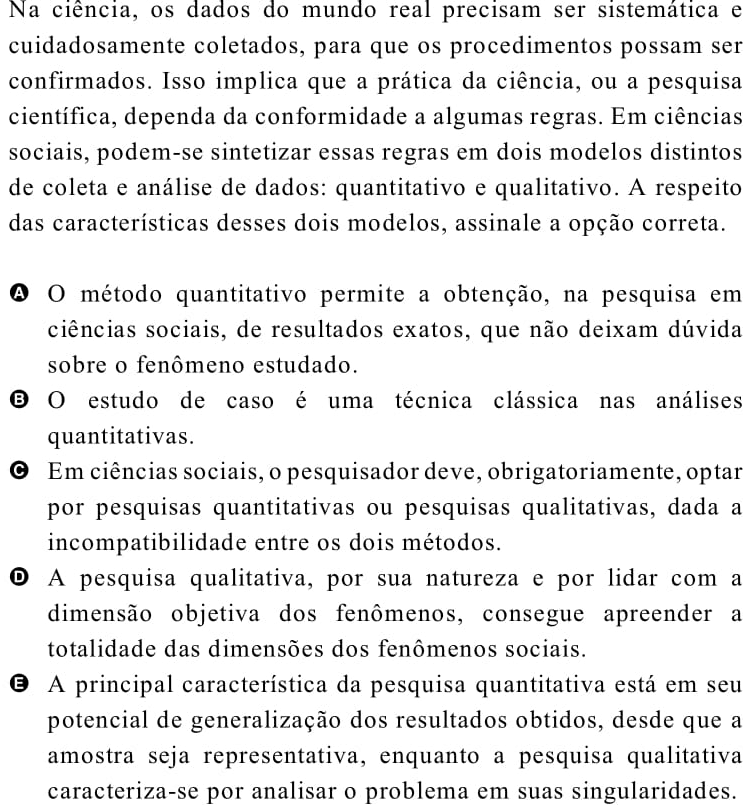 Na ciência, os dados do mundo real precisam ser sistemática e
cuidadosamente coletados, para que os procedimentos possam ser
confirmados. Isso implica que a prática da ciência, ou a pesquisa
científica, dependa da conformidade a algumas regras. Em ciências
sociais, podem-se sintetizar essas regras em dois modelos distintos
de coleta e análise de dados: quantitativo e qualitativo. A respeito
das características desses dois modelos, assinale a opção correta.
A O método quantitativo permite a obtenção, na pesquisa em
ciências sociais, de resultados exatos, que não deixam dúvida
sobre o fenômeno estudado.
B O estudo de caso é uma técnica clássica nas análises
quantitativas.
C Em ciências sociais, o pesquisador deve, obrigatoriamente, optar
por pesquisas quantitativas ou pesquisas qualitativas, dada a
incompatibilidade entre os dois métodos.
D A pesquisa qualitativa, por sua natureza e por lidar com a
dimensão objetiva dos fenômenos, consegue apreender a
totalidade das dimensões dos fenômenos sociais.
E A principal característica da pesquisa quantitativa está em seu
potencial de generalização dos resultados obtidos, desde que a
amostra seja representativa, enquanto a pesquisa qualitativa
caracteriza-se por analisar o problema em suas singularidades.